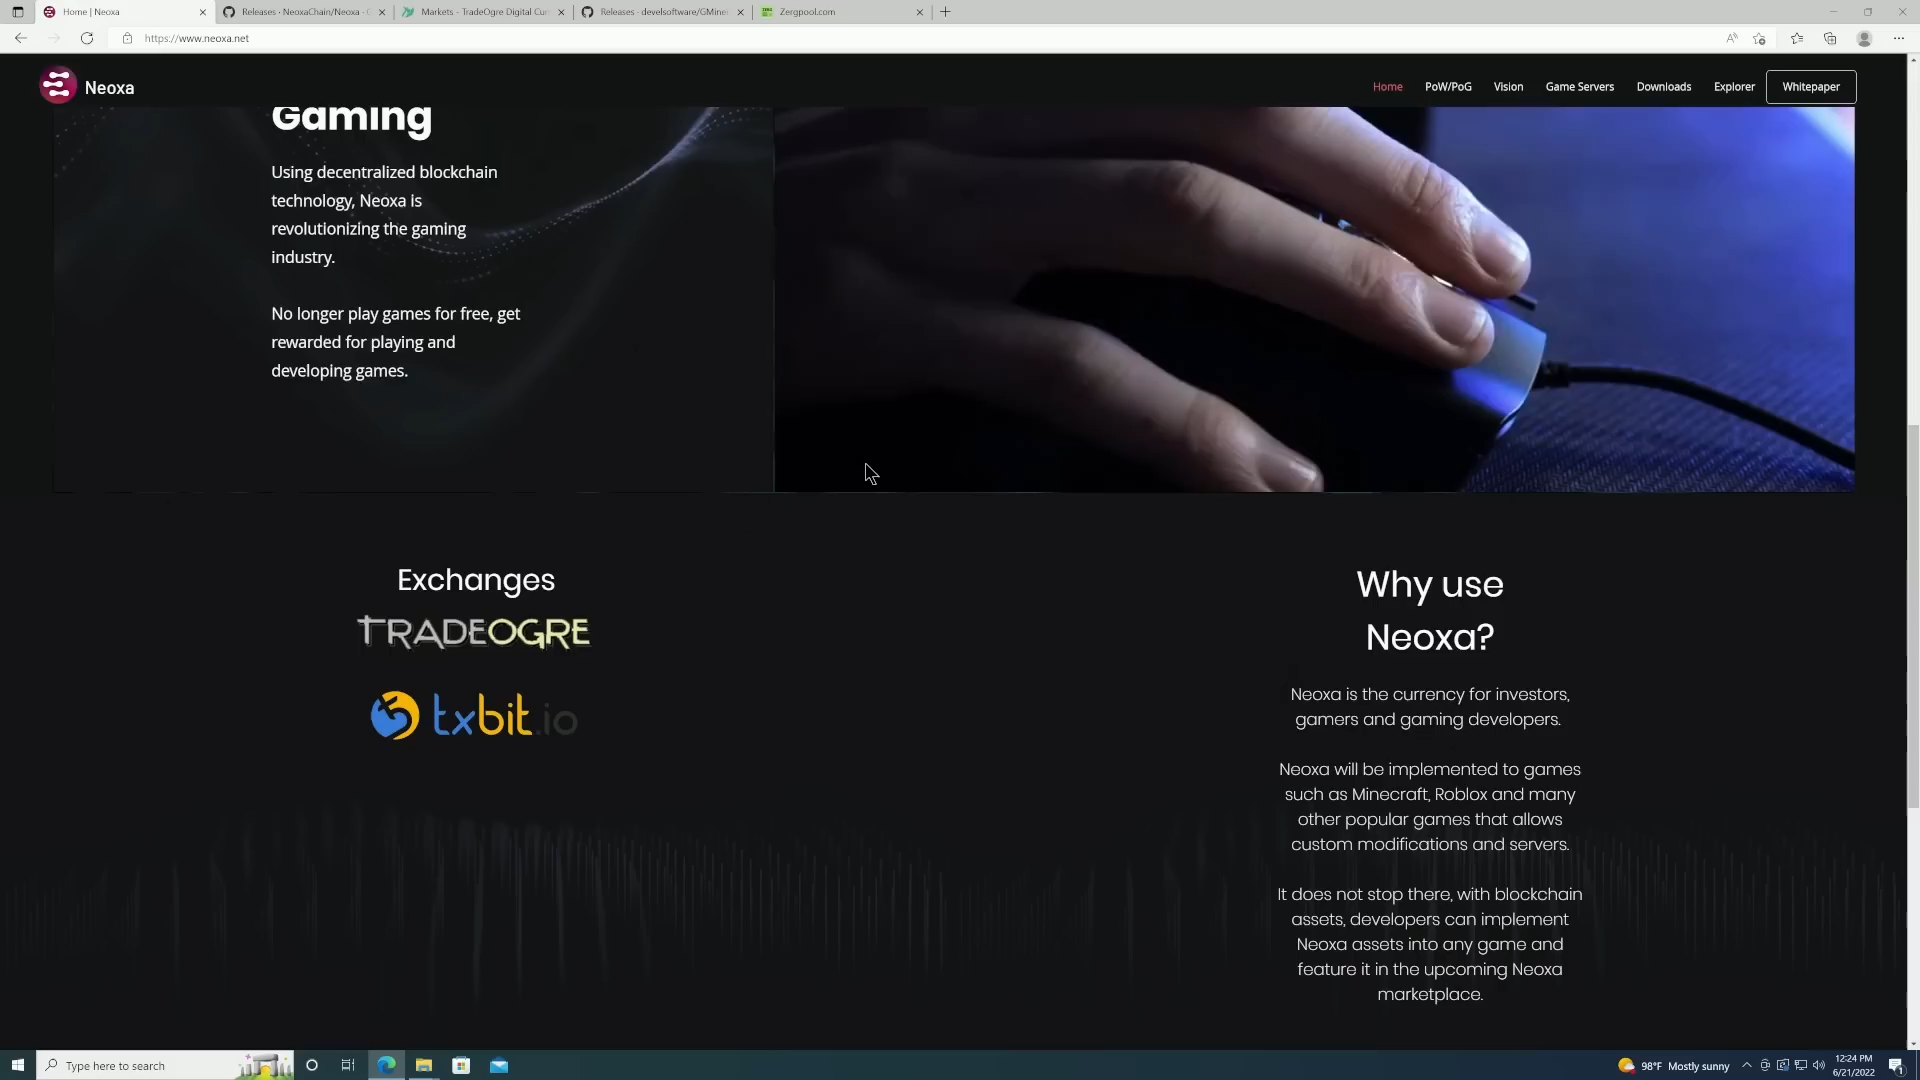 Home | Neoxa
Releases · NeoxaChain/Neoxa
Markets - TradeOgre Digital Cur
Releases · develsoftware/GMine
Zergpool.com
https://www.neoxa.net
Neoxa
Home
PoW/PoG
Vision
Game Servers
Downloads
Explorer
Whitepaper
Gaming
Using decentralized blockchain
technology, Neoxa is
revolutionizing the gaming
industry.
No longer play games for free, get
rewarded for playing and
developing games.
Exchanges
TRADEOGRE
txbit.io
Why use
Neoxa?
Neoxa is the currency for investors,
gamers and gaming developers.
Neoxa will be implemented to games
such as Minecraft, Roblox and many
other popular games that allows
custom modifications and servers.
It does not stop there, with blockchain
assets, developers can implement
Neoxa assets into any game and
feature it in the upcoming Neoxa
marketplace.
Type here to search
98°F Mostly sunny
12:24 PM
6/21/2022